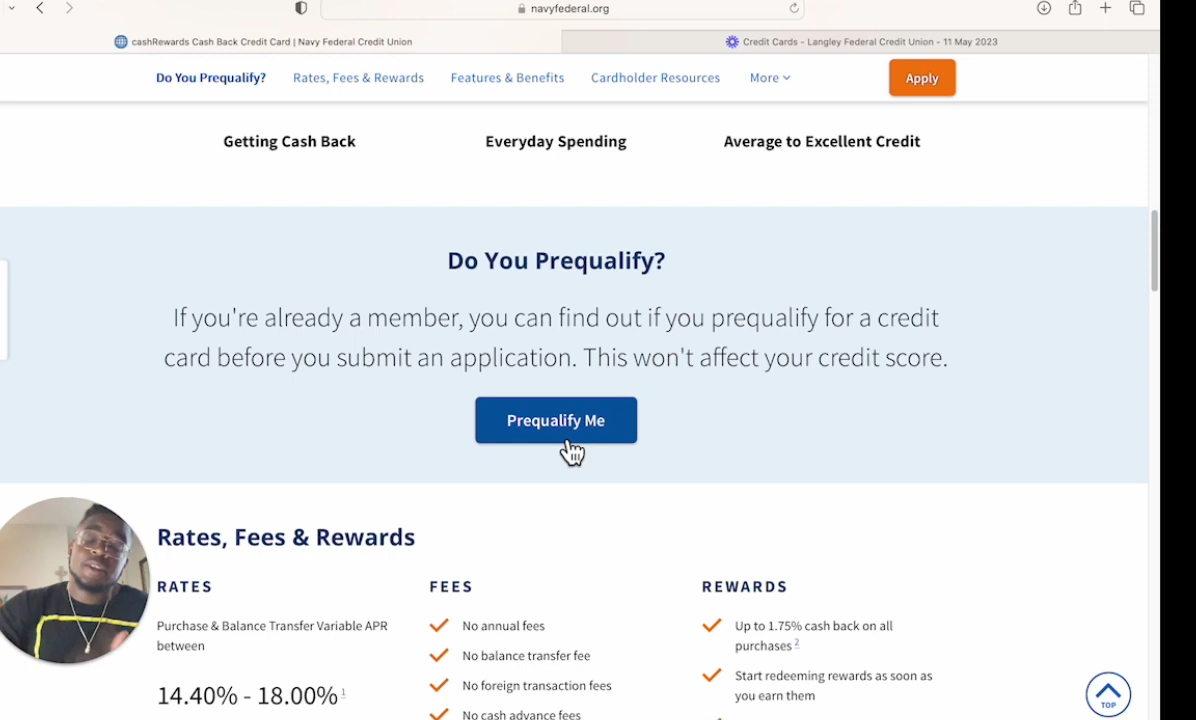 navyfederal.org
cashRewards Cash Back Credit Card | Navy Federal Credit Union
Credit Cards - Langley Federal Credit Union - 11 May 2023
Do You Prequalify?
Rates, Fees & Rewards
Features & Benefits
Cardholder Resources
More
Apply
Getting Cash Back
Everyday Spending
Average to Excellent Credit
Do You Prequalify?
If you're already a member, you can find out if you prequalify for a credit
card before you submit an application. This won't affect your credit score.
Prequalify Me
Rates, Fees & Rewards
RATES
Purchase & Balance Transfer Variable APR
between
14.40% - 18.00% 1
FEES
No annual fees
No balance transfer fee
No foreign transaction fees
No cash advance fees
REWARDS
Up to 1.75% cash back on all
purchases 2
Start redeeming rewards as soon as
you earn them
TOP